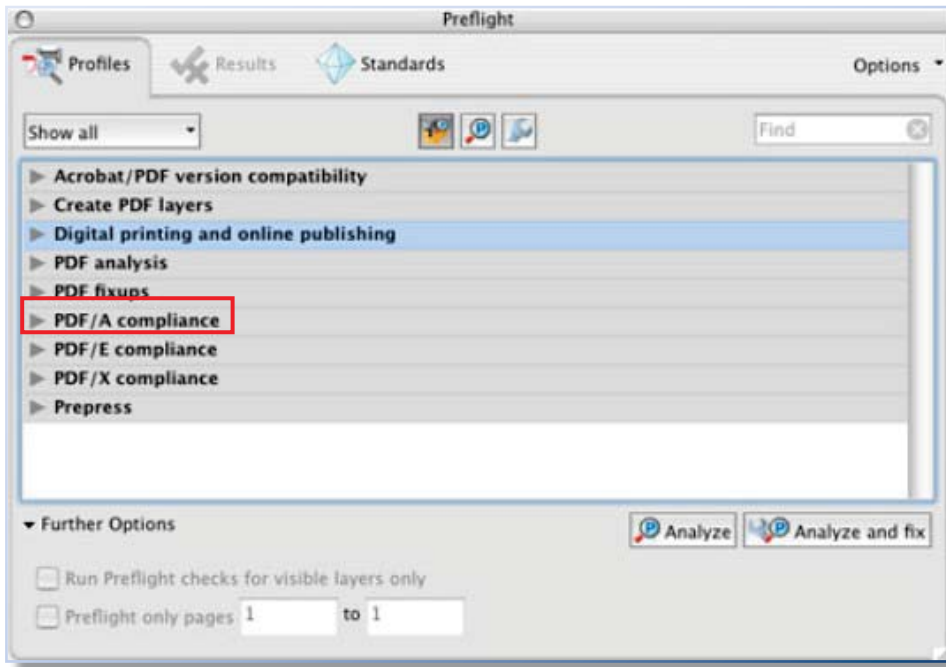 Preflight
Profiles Results Standards Options
Show all Find
Acrobat/PDF version compatibility
Create PDF layers
Digital printing and online publishing
PDF analysis
PDF fixups
PDF/A compliance
PDF/E compliance
PDF/X compliance
Prepress
Further Options Analyze Analyze and fix
Run Preflight checks for visible layers only
Preflight only pages 1 to 1